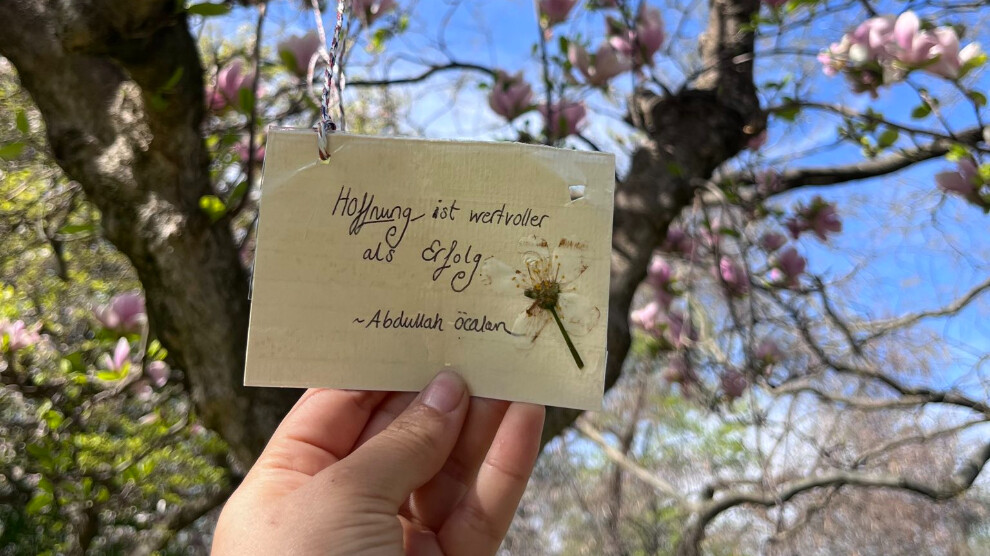 Hoffnung ist wertvoller
als Erfolg
~Abdullah öcalan